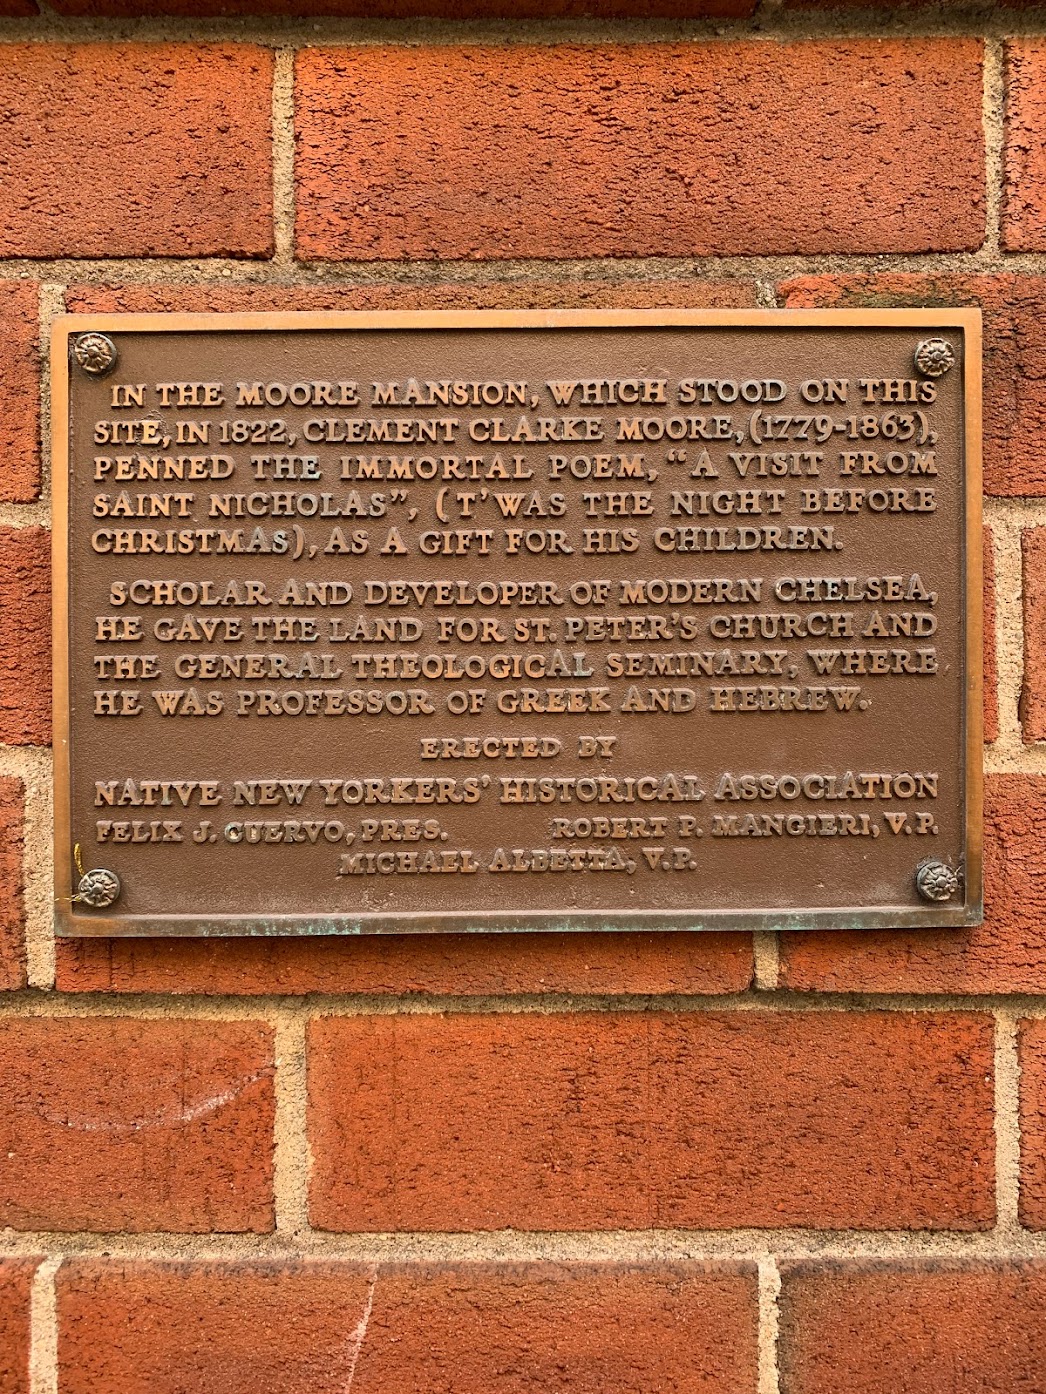 IN THE MOORE MANSION, WHICH STOOD ON THIS
SITE, IN 1822, CLEMENT CLARKE MOORE, (1779-1863),
PENNED THE IMMORTAL POEM, “A VISIT FROM
SAINT NICHOLAS”, (T’WAS THE NIGHT BEFORE
CHRISTMAS), AS A GIFT FOR HIS CHILDREN.
SCHOLAR AND DEVELOPER OF MODERN CHELSEA,
HE GAVE THE LAND FOR ST. PETER’S CHURCH AND
THE GENERAL THEOLOGICAL SEMINARY, WHERE
HE WAS PROFESSOR OF GREEK AND HEBREW.
ERECTED BY
NATIVE NEW YORKERS’ HISTORICAL ASSOCIATION
FELIX J. CUERVO, PRES. ROBERT P. MANGIERI, V.P.
MICHAEL ALBETTA, V.P.